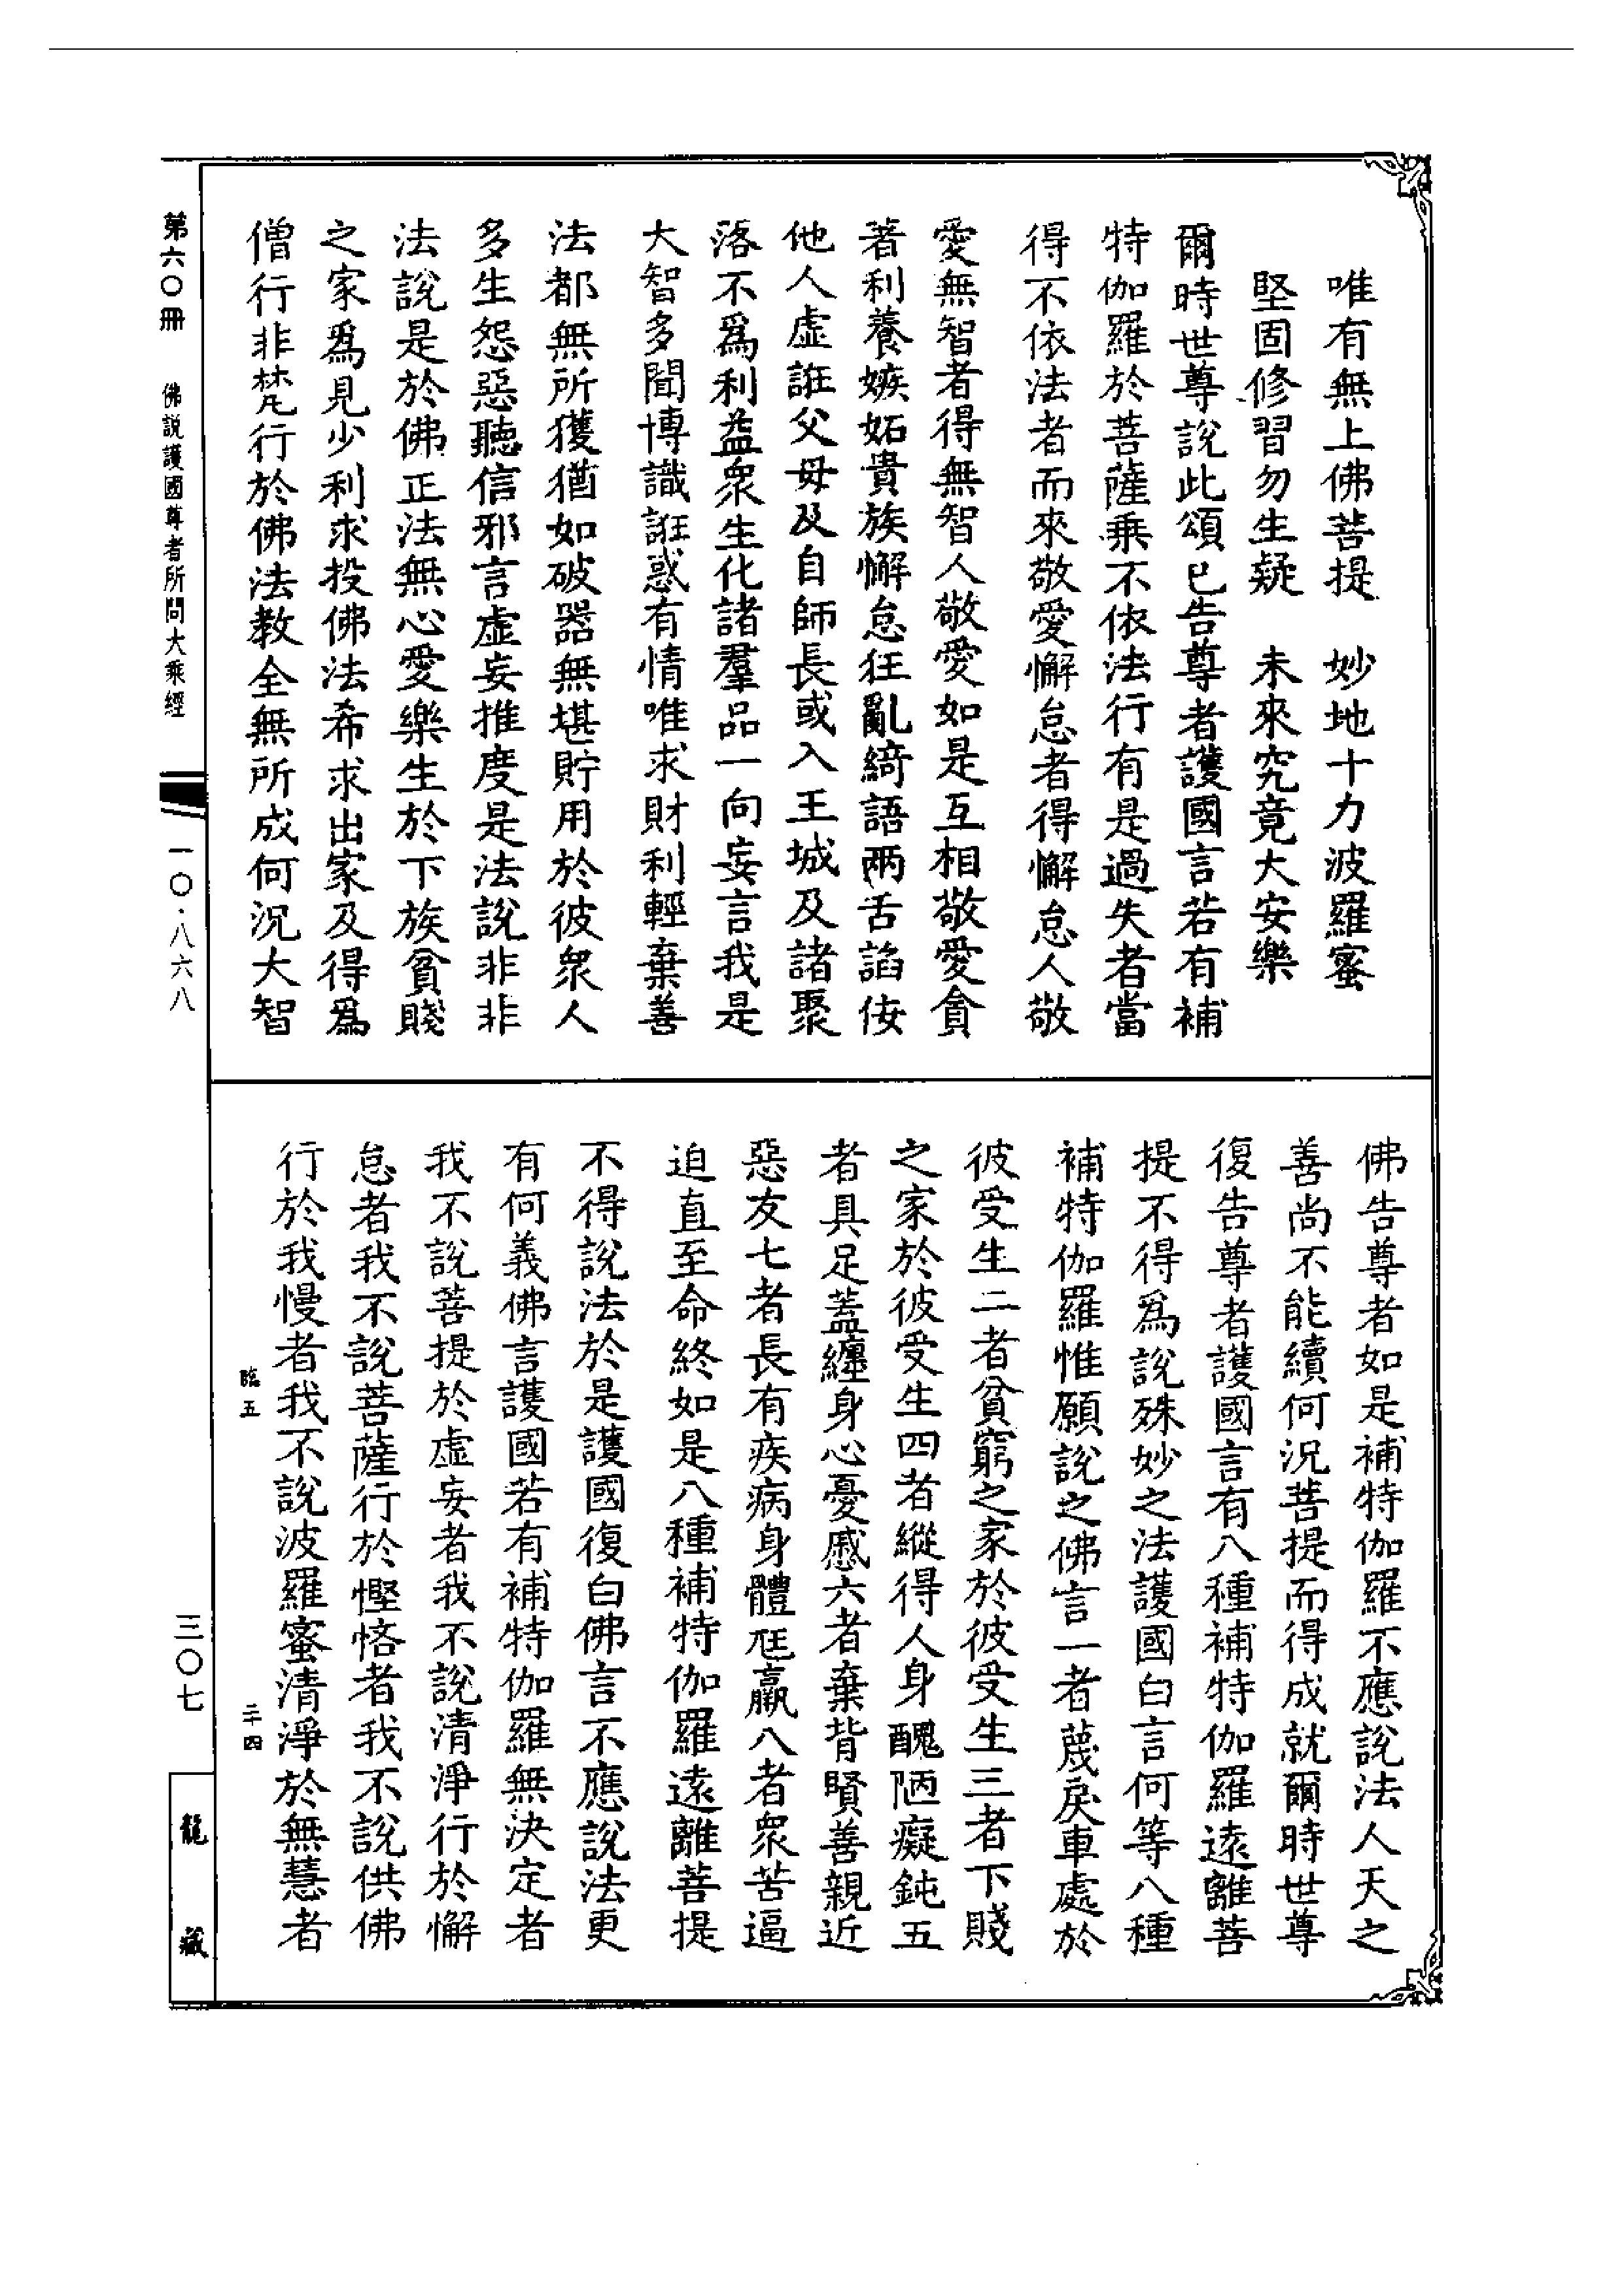 唯有無上佛菩提　妙地十力波羅蜜
堅固修習勿生疑　未來究竟大安樂
爾時世尊說此頌已告尊者護國言若有補
特伽羅於菩薩乘不依法行有是過失者當
得不依法者而來敬愛懈怠者得懈怠人敬
愛無智者得無智人敬愛如是互相敬愛貪
著利養嫉妬貴族懈怠狂亂綺語兩舌諂侫
他人虛誑父母及自師長或入王城及諸聚
落不爲利益衆生化諸羣品一向妄言我是
大智多聞博識誑惑有情唯求財利輕棄善
法都無所獲猶如破器無堪貯用於彼衆人
多生怨惡聽信邪言虛妄推度是法說非非
法說是於佛正法無心愛樂生於下族貧賤
之家爲見少利求投佛法希求出家及得爲
僧行非梵行於佛法教全無所成何況大智
佛告尊者如是補特伽羅不應說法人天之
善尚不能續何況菩提而得成就爾時世尊
復告尊者護國言有八種補特伽羅遠離菩
提不得爲說殊妙之法護國白言何等八種
補特伽羅惟願說之佛言一者蔑戾車處於
彼受生二者貧窮之家於彼受生三者下賤
之家於彼受生四者縱得人身醜陋癡鈍五
者具足蓋纏身心憂慼六者棄背賢善親近
惡友七者長有疾病身體尫羸八者衆苦逼
迫直至命終如是八種補特伽羅遠離菩提
不得說法於是護國復白佛言不應說法更
有何義佛言護國若有補特伽羅無決定者
我不說菩提於虛妄者我不說清淨行於懈
怠者我不說菩薩行於慳悋者我不說供佛
行於我慢者我不說波羅蜜清淨於無慧者
臨五
二十四
第六〇冊　佛說護國尊者所問大乘經
一〇·八六八
三〇七
龍藏